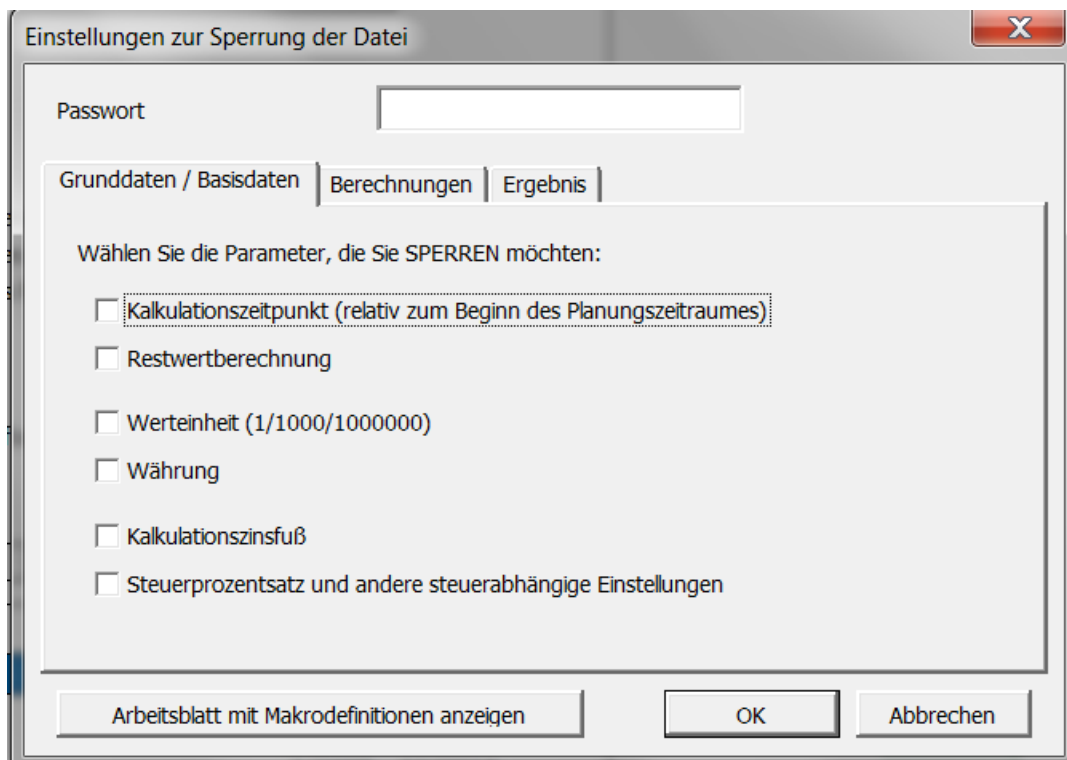 Einstellungen zur Sperrung der Datei
Passwort
Grunddaten / Basisdaten Berechnungen Ergebnis
Wählen Sie die Parameter, die Sie SPERREN möchten:
Kalkulationszeitpunkt (relativ zum Beginn des Planungszeitraumes)
Restwertberechnung
Werteinheit (1/1000/1000000)
Währung
Kalkulationszinsfuß
Steuerprozentsatz und andere steuerabhängige Einstellungen
Arbeitsblatt mit Makrodefinitionen anzeigen OK Abbrechen